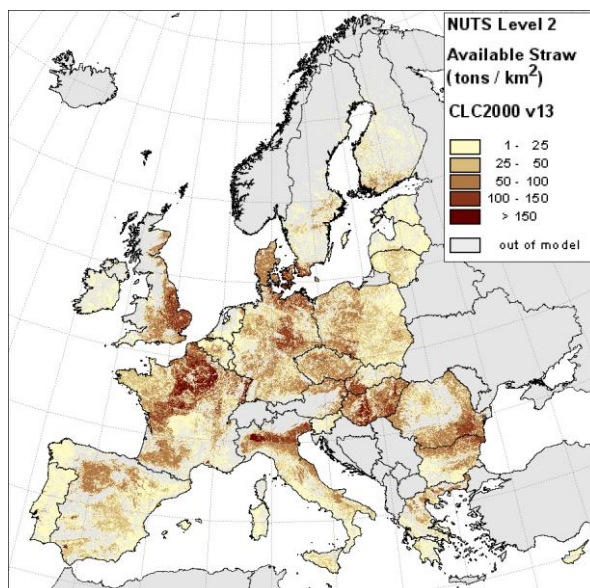 NUTS Level 2
Available Straw
(tons / km²)
CLC2000 v13
1 - 25
25 - 50
50 - 100
100 - 150
> 150
out of model